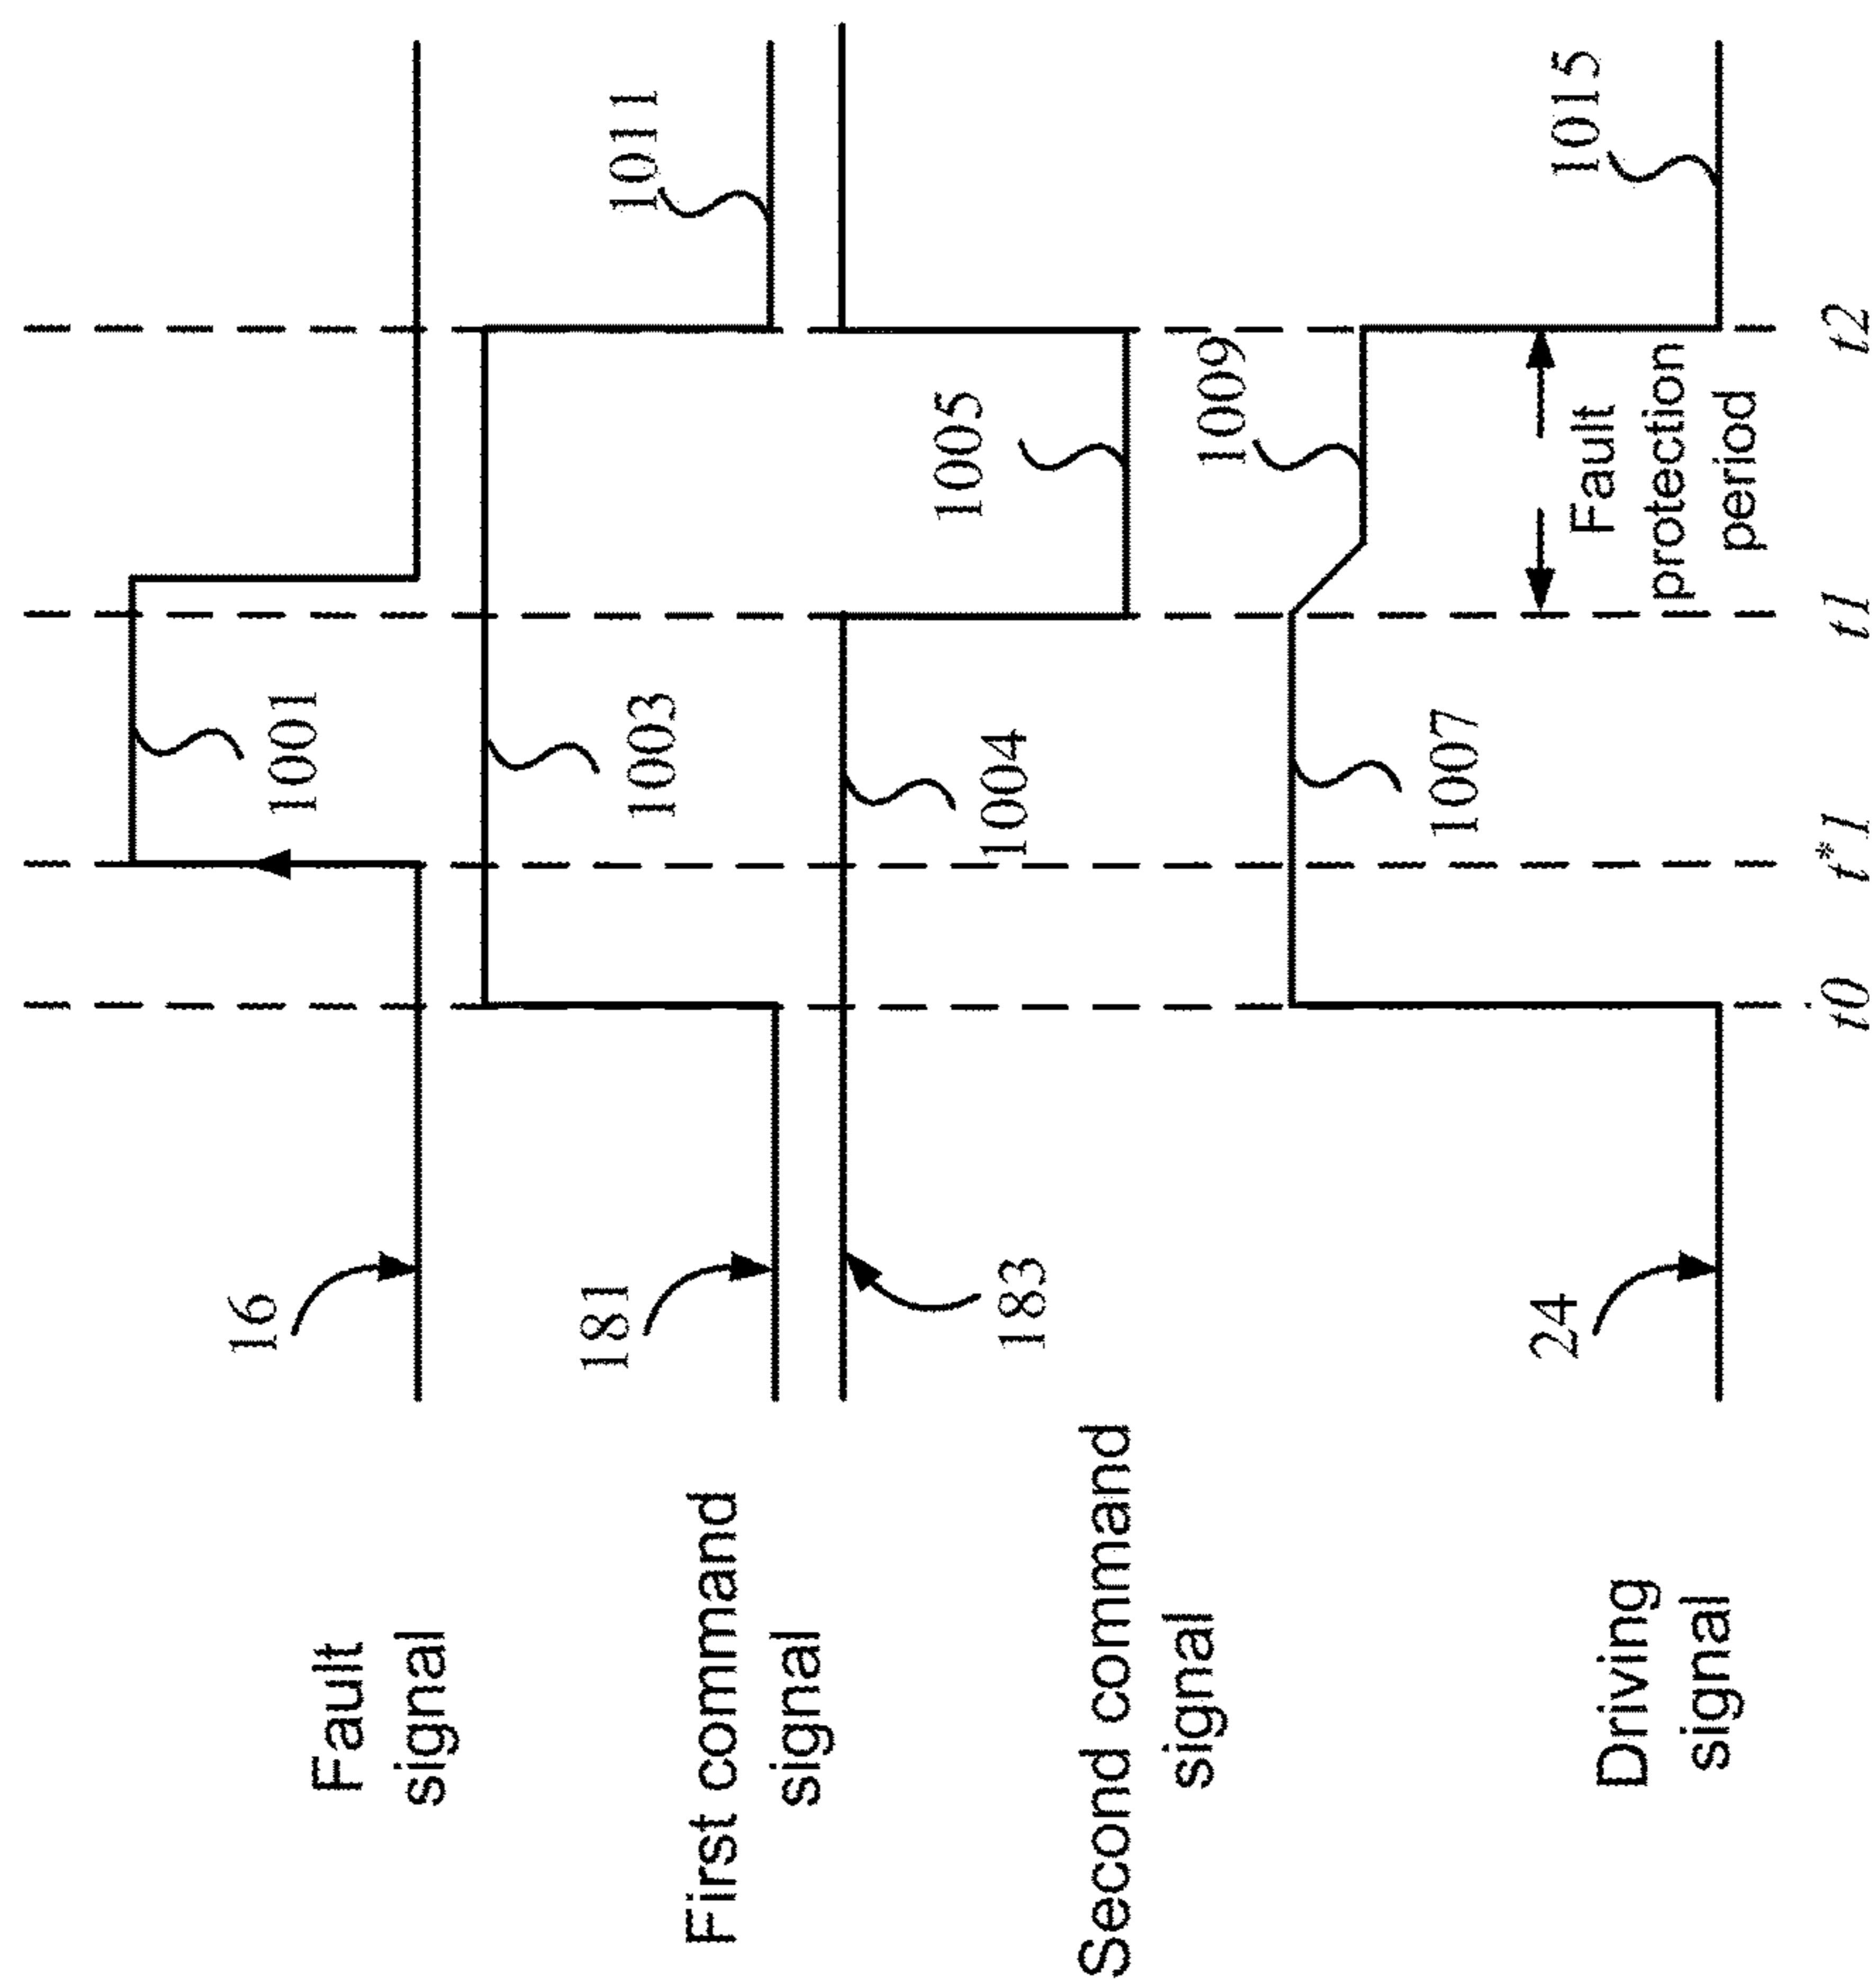 Fault
signal
16
1001
First command
signal
181
1003
1011
Second command
signal
183
1004
1005
Driving
signal
24
1007
1009
1015
Fault
protection
period
t0
t*1
t1
t2